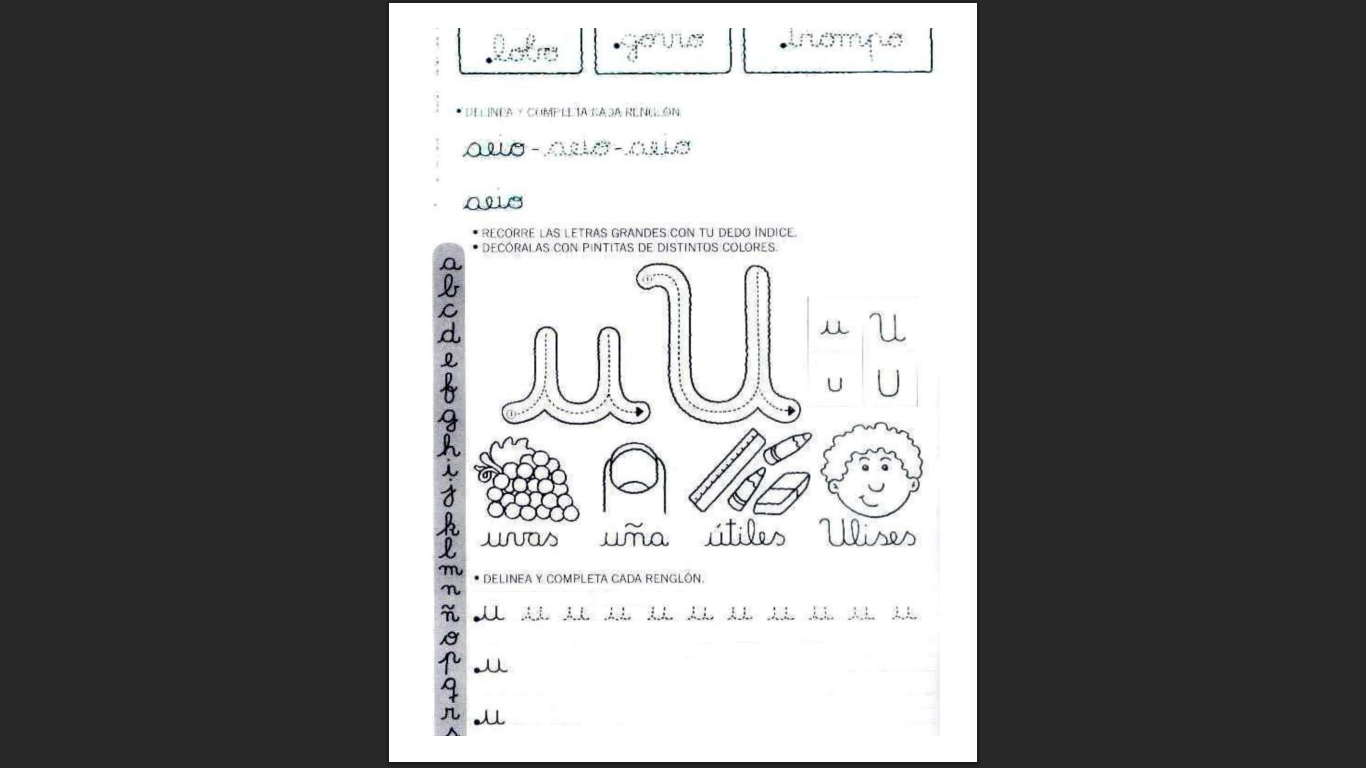 lobo gorro trompo
• DELINEA Y COMPLETA CADA RENGLÓN.
aeio - aeio - aeio
aeio
• RECORRE LAS LETRAS GRANDES CON TU DEDO ÍNDICE.
• DECÓRALAS CON PINTITAS DE DISTINTOS COLORES.
a
b
c
d
e
f
g
h
i
j
k
l
m
n
ñ
o
p
q
r
s
u U
u U
u U
uvas uña útiles Ulises
• DELINEA Y COMPLETA CADA RENGLÓN.
u u u u u u u u u u u
u
u